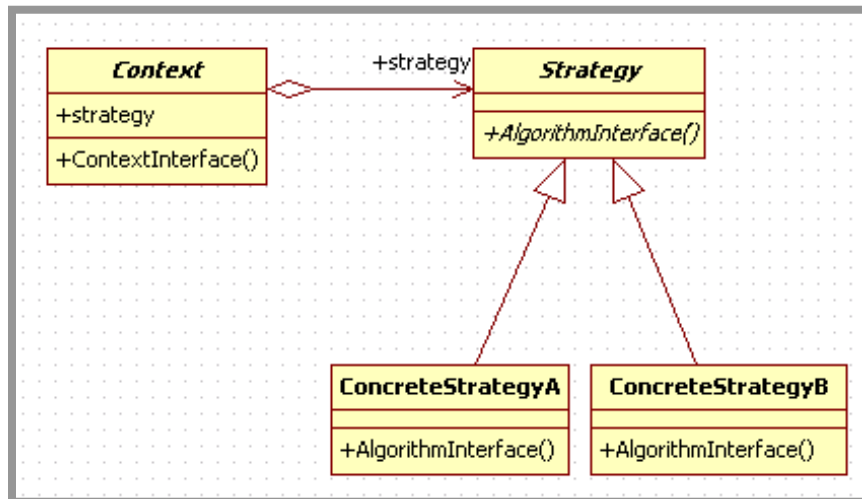 Context
+strategy
+ContextInterface()
+strategy
Strategy
+AlgorithmInterface()
ConcreteStrategyA
+AlgorithmInterface()
ConcreteStrategyB
+AlgorithmInterface()